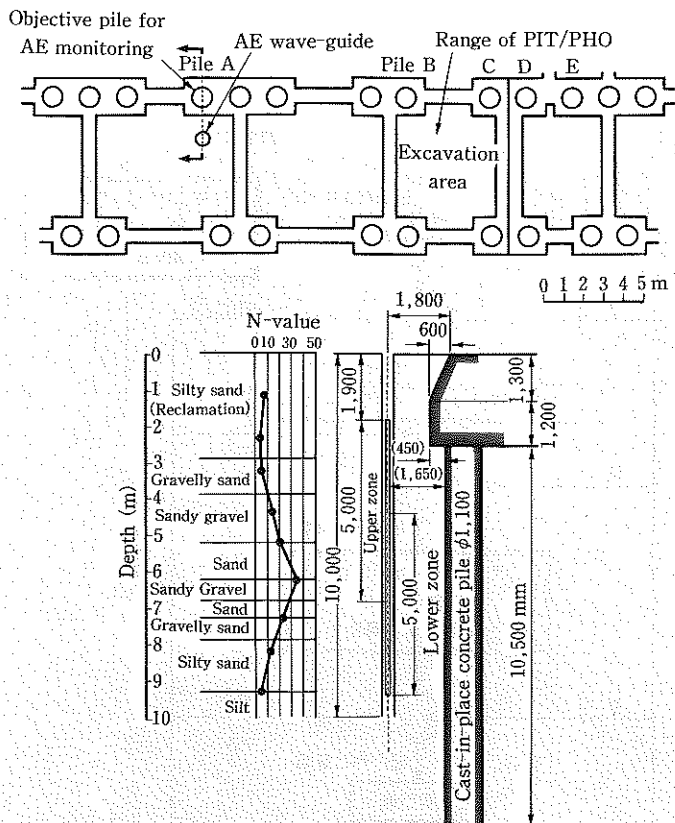 Objective pile for
AE monitoring
AE wave-guide
Range of PIT/PHO
Pile A
Pile B
C
D
E
Excavation
area
0 1 2 3 4 5 m
N-value
0 10 30 50
1,800
600
0
1
2
3
4
5
6
7
8
9
10
Depth (m)
Silty sand
(Reclamation)
Gravelly sand
Sandy gravel
Sand
Sandy Gravel
Sand
Gravelly sand
Silty sand
Silt
1,900
5,000
Upper zone
10,000
5,000
Lower zone
(450)
(1,650)
1,300
1,200
Cast-in-place concrete pile φ1,100
10,500 mm